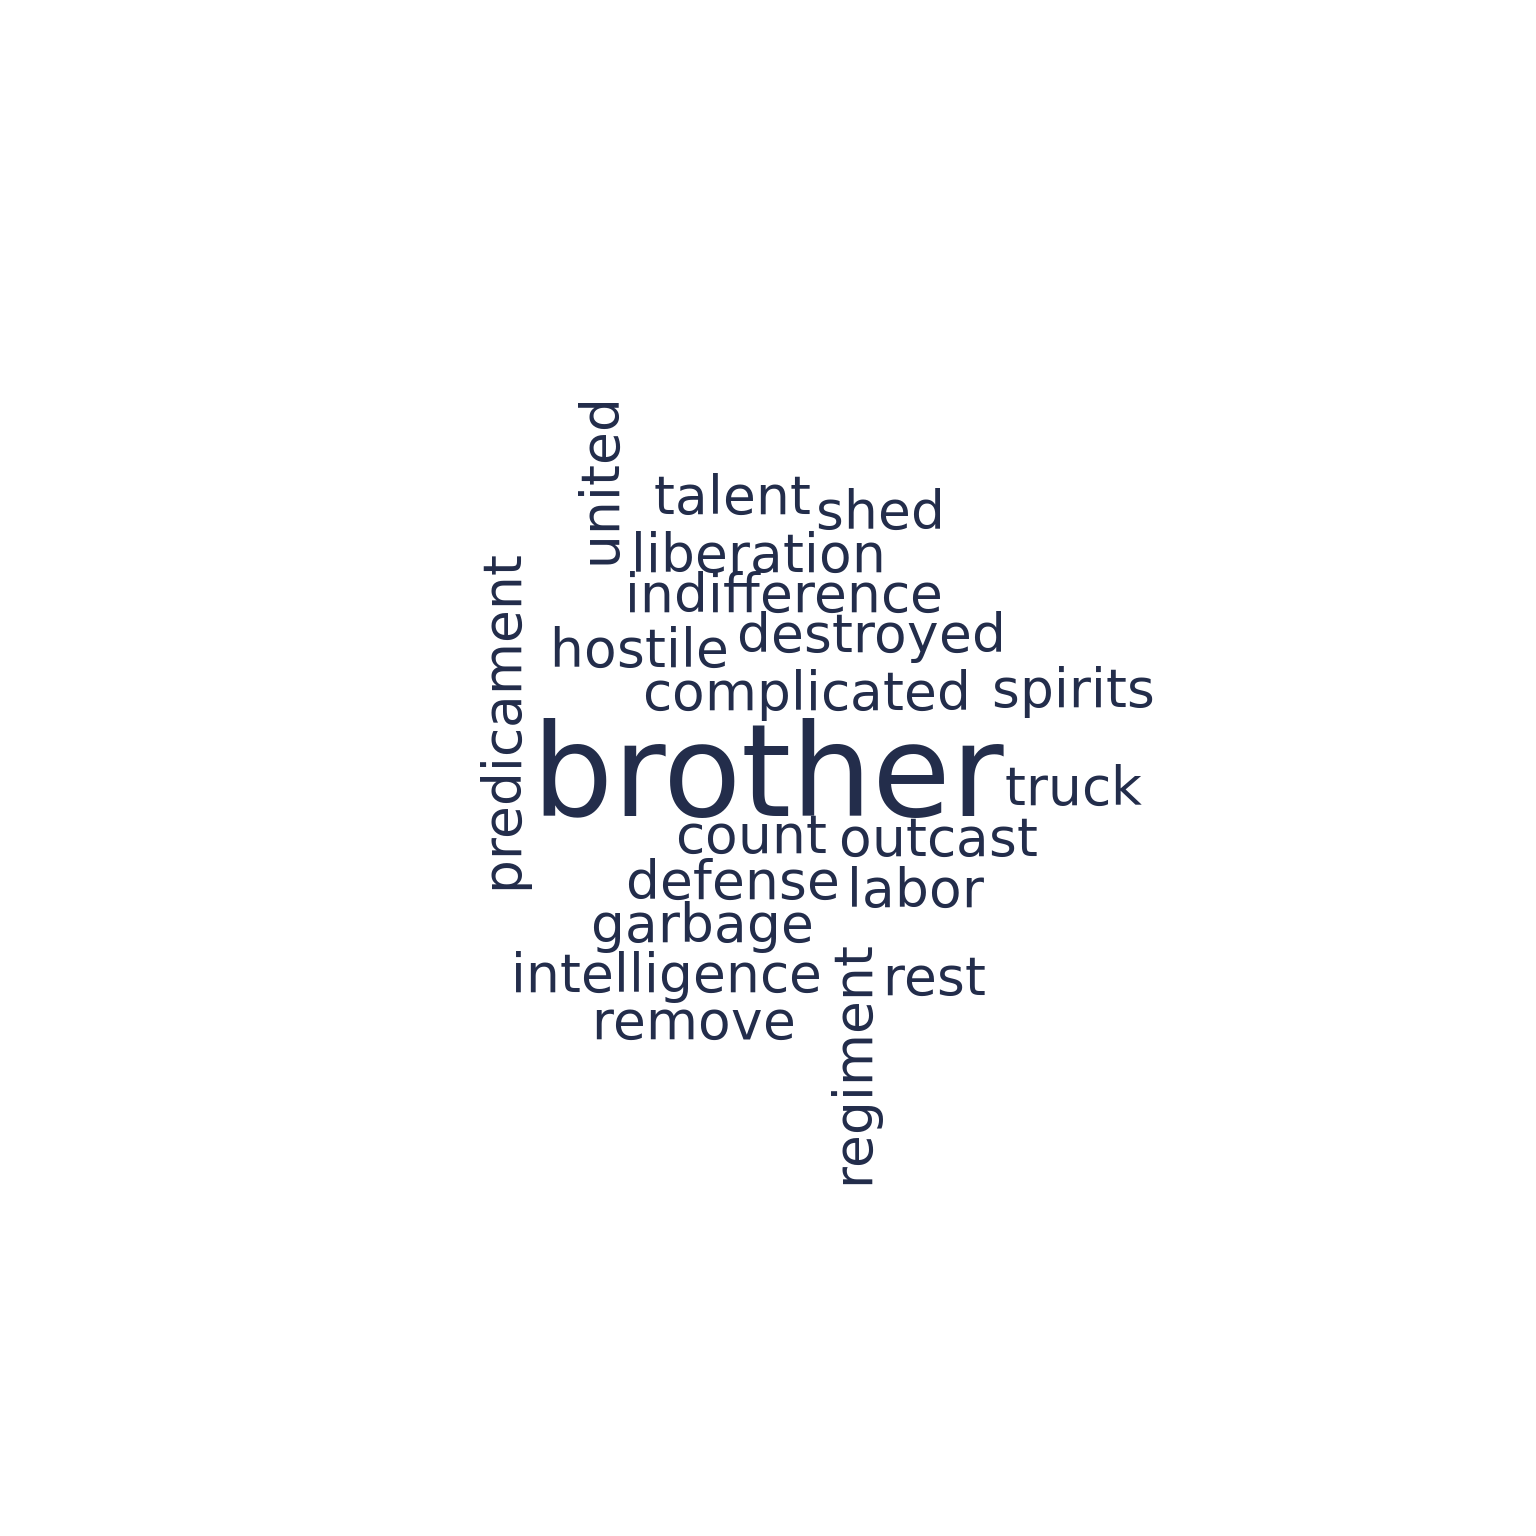 united
talent
shed
liberation
indifference
destroyed
hostile
predicament
complicated
spirits
brother
truck
count
outcast
defense
labor
garbage
intelligence
regiment
rest
remove